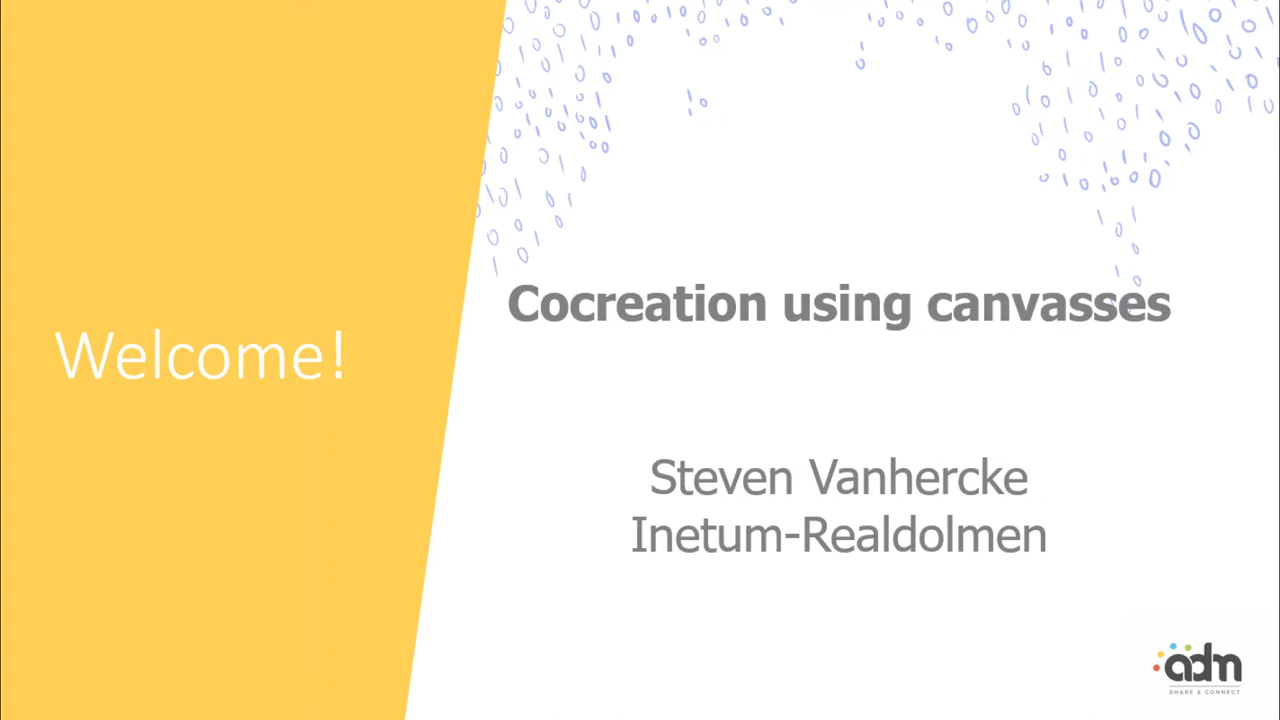 Welcome!
Cocreation using canvasses
Steven Vanhercke
Inetum-Realdolmen
adm
SHARE & CONNECT